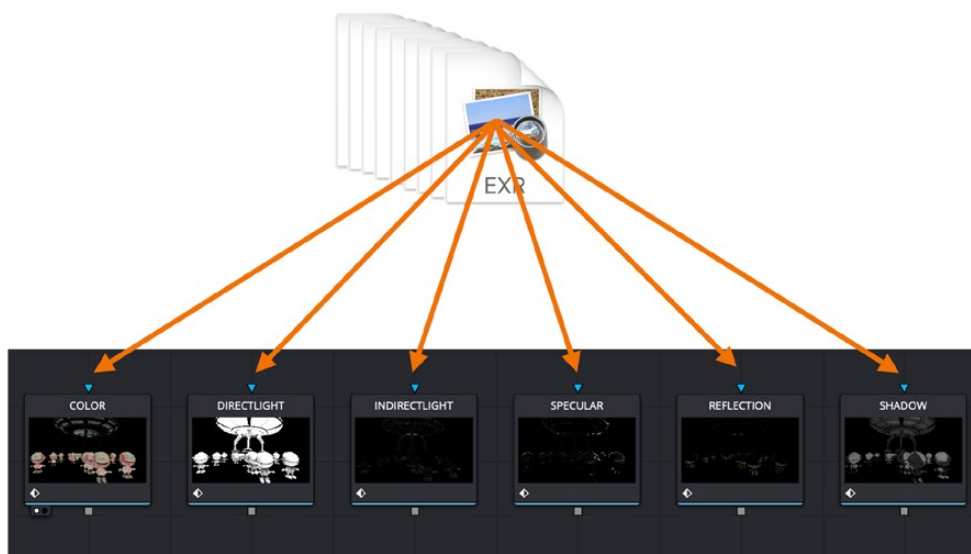 EXR
COLOR
DIRECTLIGHT
INDIRECTLIGHT
SPECULAR
REFLECTION
SHADOW